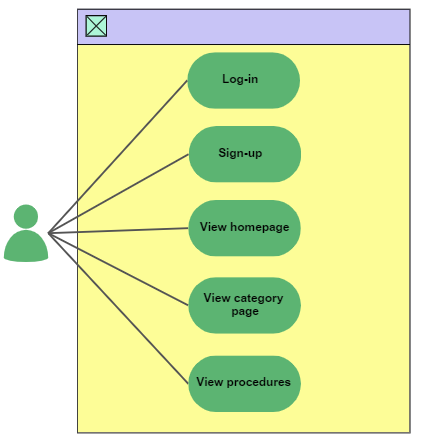 Log-in
Sign-up
View homepage
View category
page
View procedures